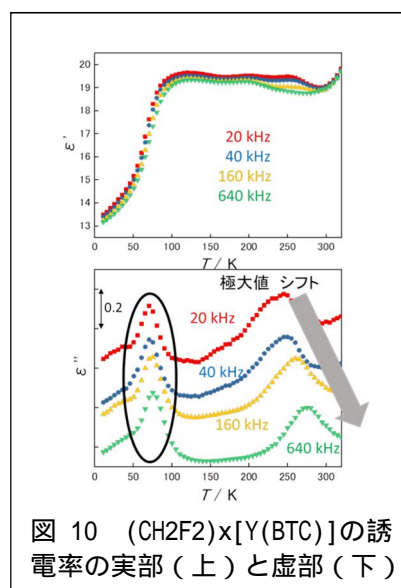 20
19
18
17
16
15
14
13
ε'
20 kHz
40 kHz
160 kHz
640 kHz
0 50 100 150 200 250 300
T / K
極大値 シフト
0.2
20 kHz
ε"
40 kHz
160 kHz
640 kHz
0 50 100 150 200 250 300
T / K
図 10 (CH2F2)x[Y(BTC)]の誘
電率の実部(上)と虚部(下)